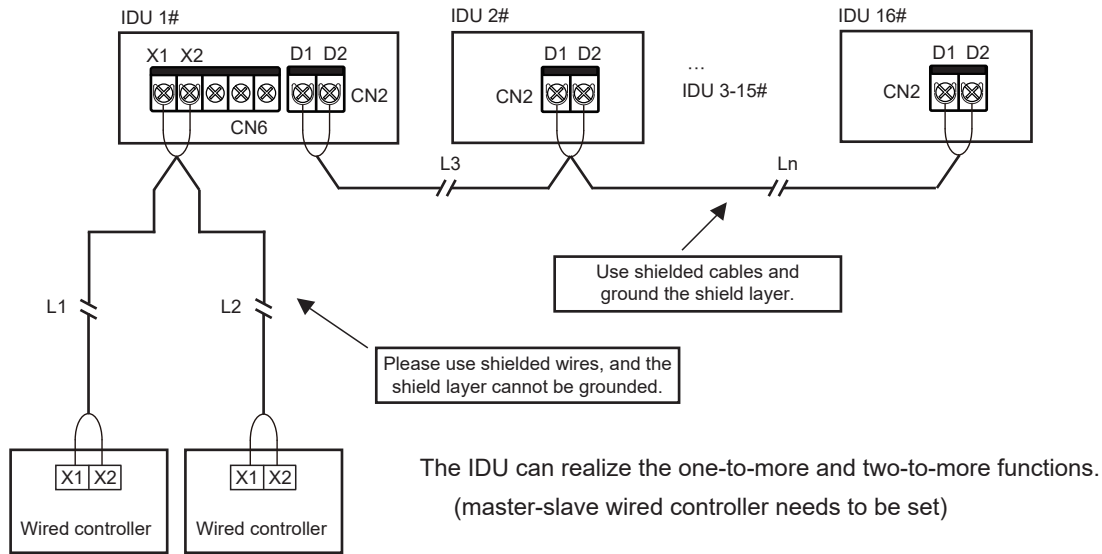 IDU 1#
IDU 2#
IDU 16#
X1 X2
D1 D2
CN2
CN6
D1 D2
CN2
...
IDU 3-15#
D1 D2
CN2
L3
Ln
Use shielded cables and
ground the shield layer.
L1
L2
Please use shielded wires, and the
shield layer cannot be grounded.
X1 X2
Wired controller
X1 X2
Wired controller
The IDU can realize the one-to-more and two-to-more functions.
(master-slave wired controller needs to be set)